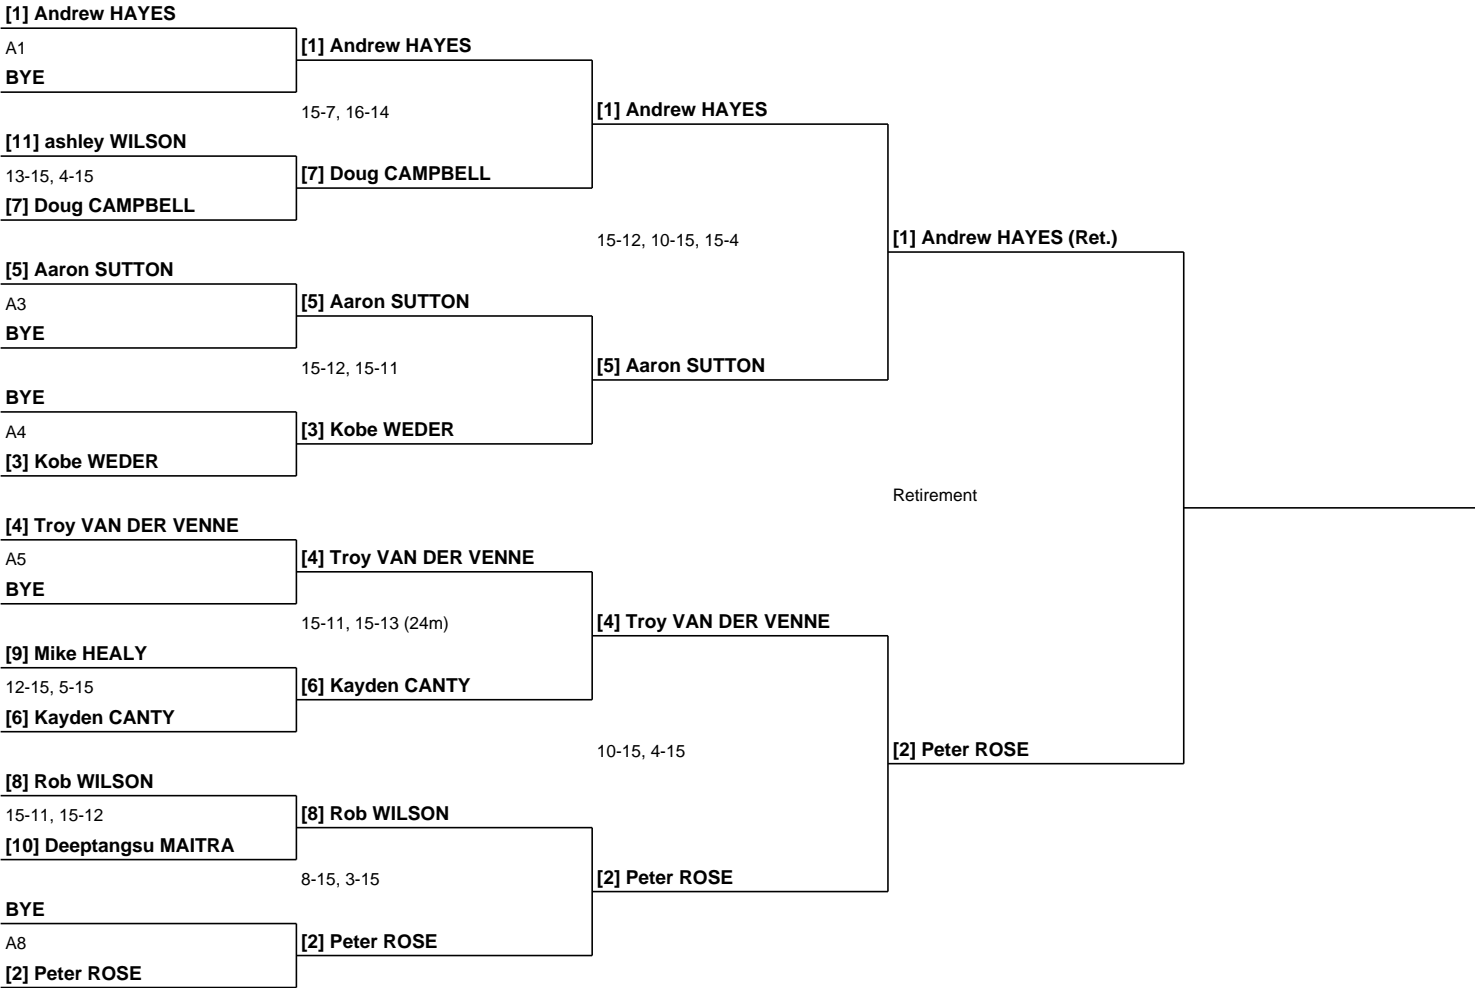 [1] Andrew HAYES
A1
BYE
[1] Andrew HAYES
15-7, 16-14
[11] ashley WILSON
13-15, 4-15
[7] Doug CAMPBELL
[7] Doug CAMPBELL
[1] Andrew HAYES
15-12, 10-15, 15-4
[5] Aaron SUTTON
A3
BYE
[5] Aaron SUTTON
15-12, 15-11
BYE
A4
[3] Kobe WEDER
[3] Kobe WEDER
[5] Aaron SUTTON
[1] Andrew HAYES (Ret.)
Retirement
[4] Troy VAN DER VENNE
A5
BYE
[4] Troy VAN DER VENNE
15-11, 15-13 (24m)
[9] Mike HEALY
12-15, 5-15
[6] Kayden CANTY
[6] Kayden CANTY
[4] Troy VAN DER VENNE
10-15, 4-15
[8] Rob WILSON
15-11, 15-12
[10] Deeptangsu MAITRA
[8] Rob WILSON
8-15, 3-15
BYE
A8
[2] Peter ROSE
[2] Peter ROSE
[2] Peter ROSE
[2] Peter ROSE